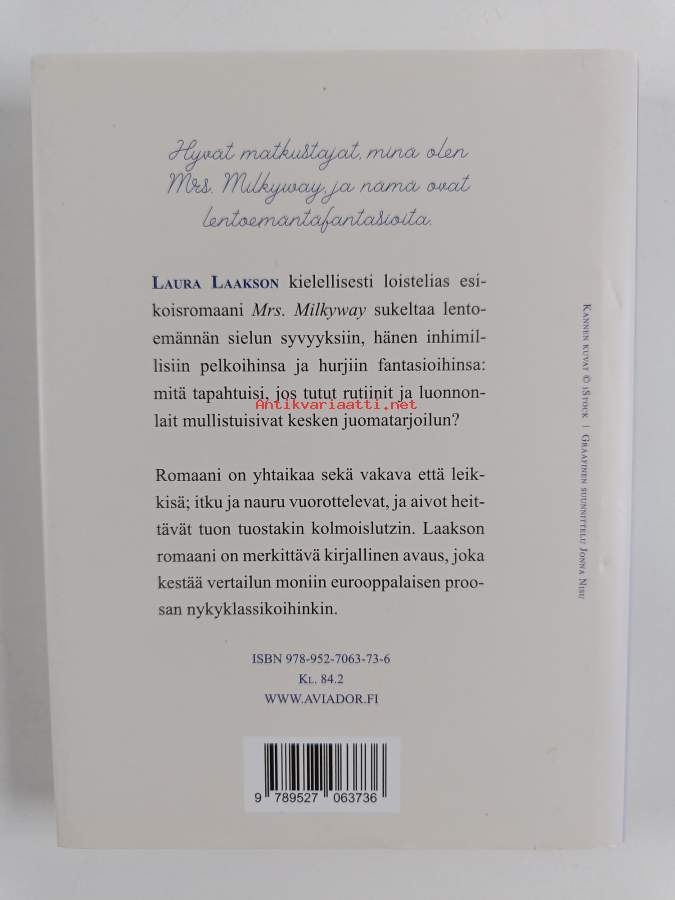 Hyvät matkustajat, minä olen
Mrs. Milkyway, ja nämä ovat
lentoemäntäfantasioita.
LAURA LAAKSON kielellisesti loistelias esi-
koisromaani Mrs. Milkyway sukeltaa lento-
emännän sielun syvyyksiin, hänen inhimil-
lisiin pelkoihinsa ja hurjiin fantasioihinsa:
mitä tapahtuisi, jos tutut rutiinit ja luonnon-
Antikvariaatti.net
lait mullistuisivat kesken juomatarjoilun?
Romaani on yhtaikaa sekä vakava että leik-
kisä; itku ja nauru vuorottelevat, ja aivot heit-
tävät tuon tuostakin kolmoislutzin. Laakson
romaani on merkittävä kirjallinen avaus, joka
kestää vertailun moniin eurooppalaisen proo-
san nykyklassikoihinkin.
ISBN 978-952-7063-73-6
KL. 84.2
WWW.AVIADOR.FI
9 789527 063736
KANNEN KUVAT © ISTOCK | GRAAFINEN SUUNNITTELU JONNA NISU